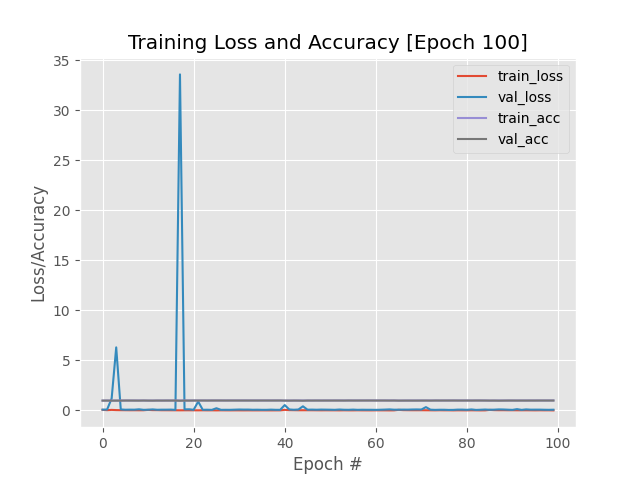 Training Loss and Accuracy [Epoch 100]
train_loss
val_loss
train_acc
val_acc
35
30
25
20
15
10
5
0
Loss/Accuracy
0 20 40 60 80 100
Epoch #